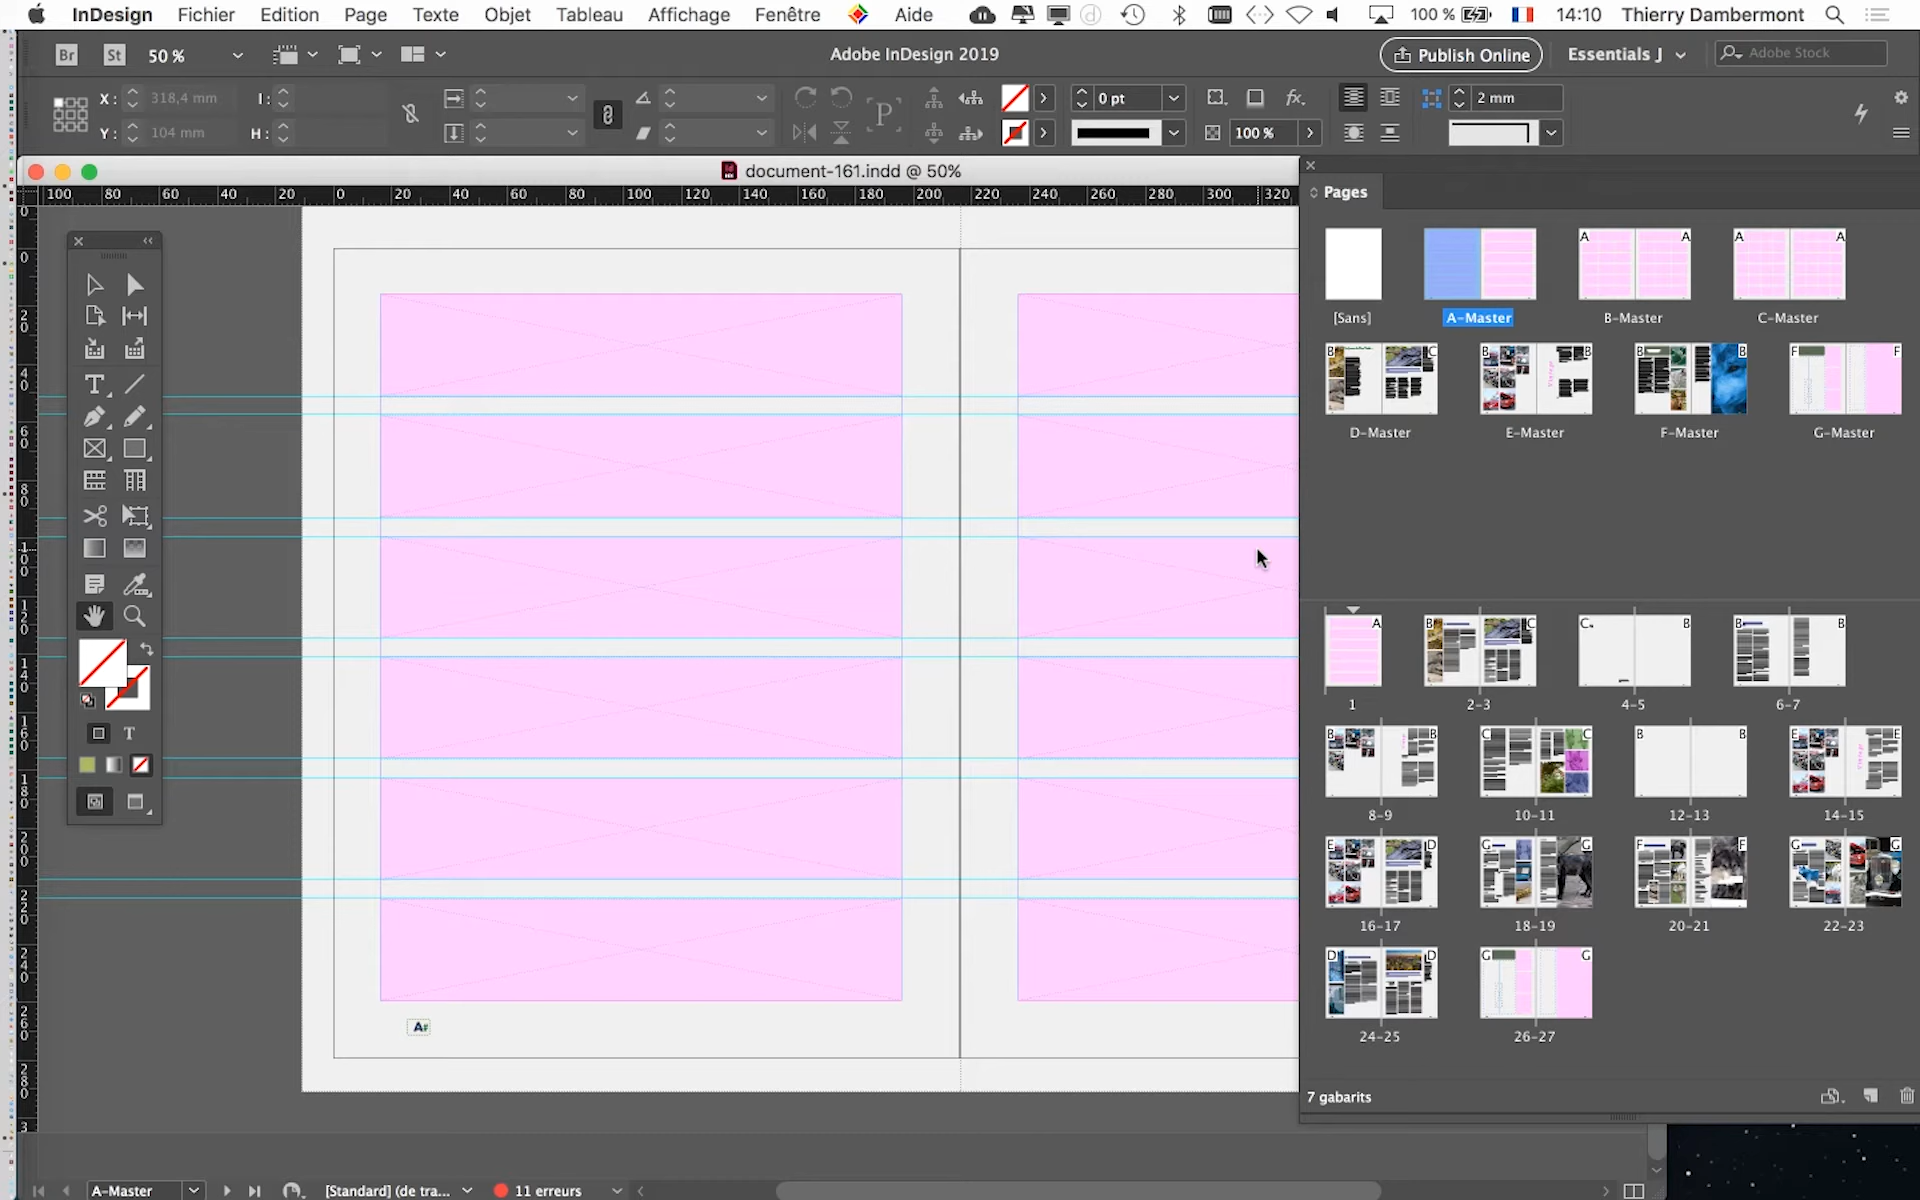 InDesign Fichier Edition Page Texte Objet Tableau Affichage Fenêtre Aide 100 % 14:10 Thierry Dambermont
Br St 50 % Adobe InDesign 2019 Publish Online Essentials J Adobe Stock
X : 318,4 mm I : 0 pt fx. 2 mm
Y : 104 mm H : P 100 %
document-161.indd @ 50%
100 80 60 40 20 0 20 40 60 80 100 120 140 160 180 200 220 240 260 280 300 320
Pages
[Sans] A-Master B-Master C-Master
D-Master E-Master F-Master G-Master
1 2-3 4-5 6-7
8-9 10-11 12-13 14-15
16-17 18-19 20-21 22-23
24-25 26-27
A#
7 gabarits
A-Master [Standard] (de tra... 11 erreurs